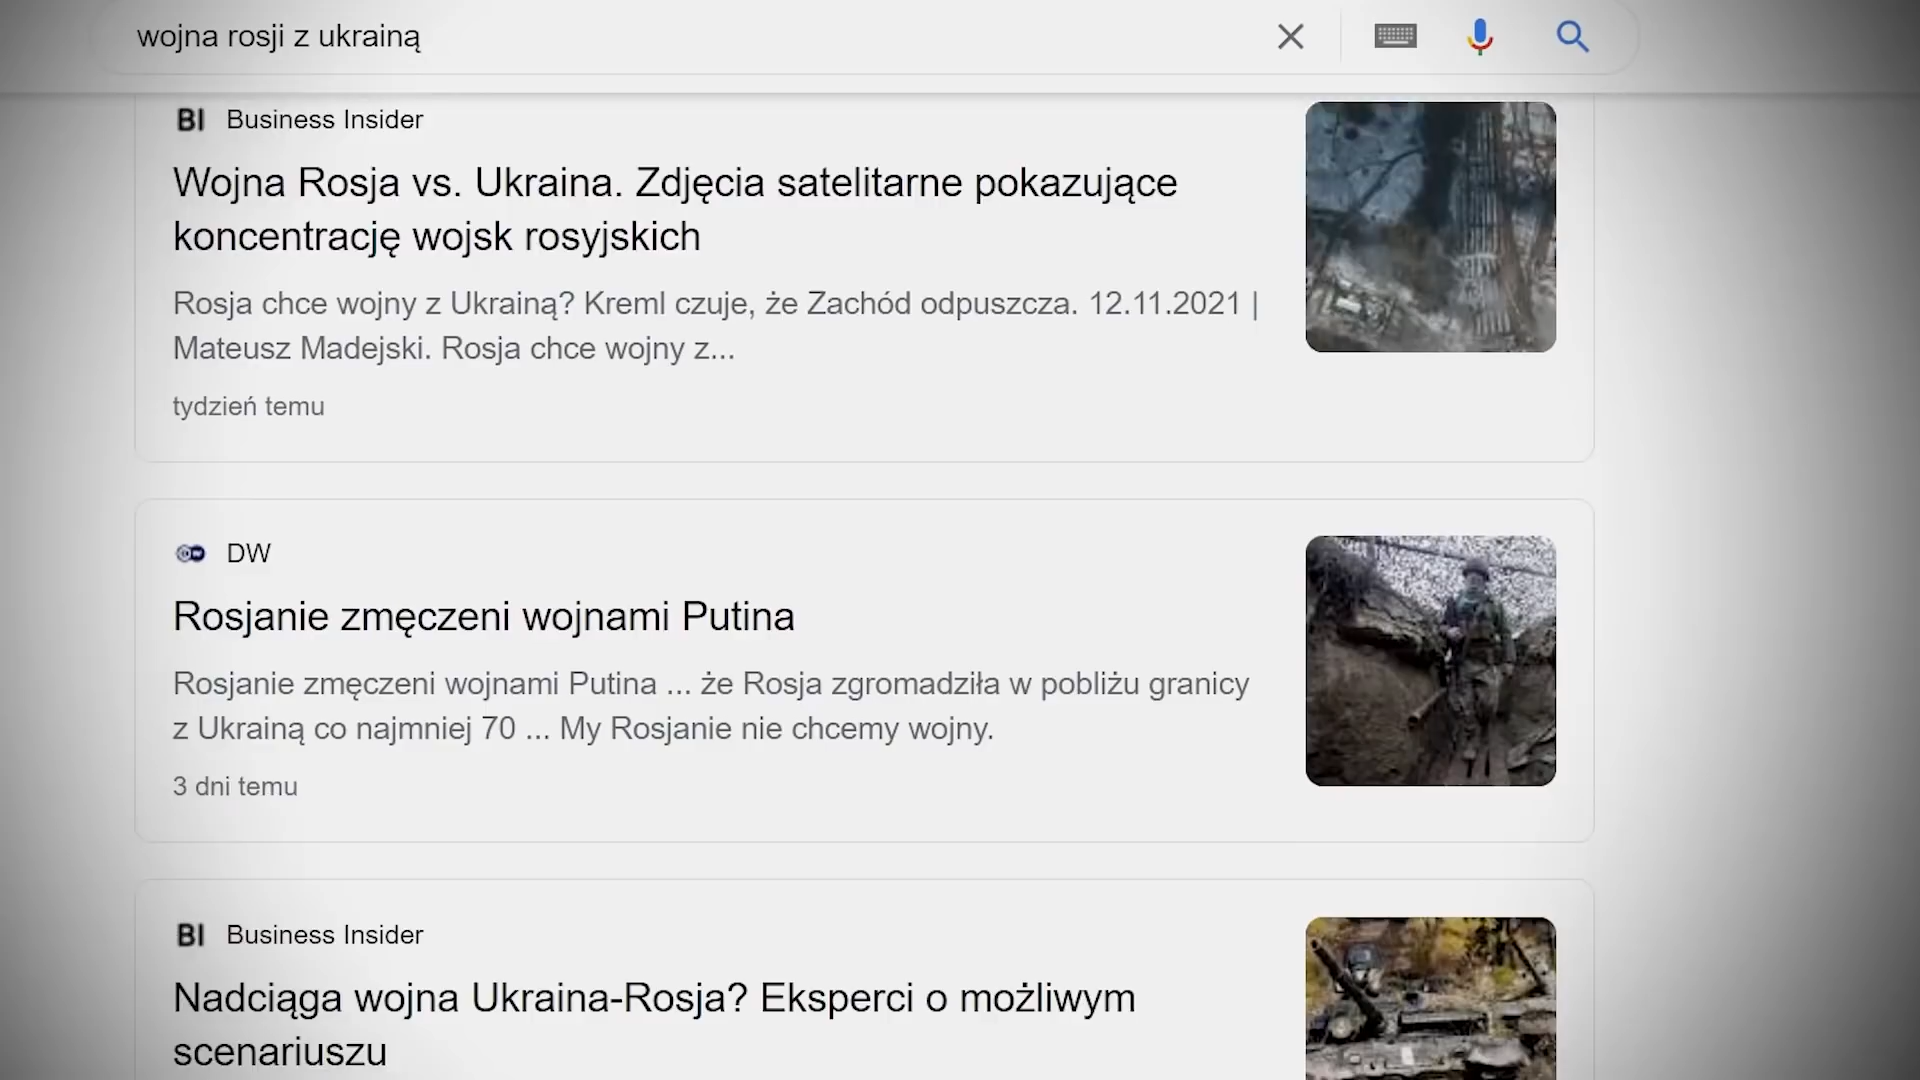 wojna rosji z ukrainą
BI Business Insider
Wojna Rosja vs. Ukraina. Zdjęcia satelitarne pokazujące
koncentrację wojsk rosyjskich
Rosja chce wojny z Ukrainą? Kreml czuje, że Zachód odpuszcza. 12.11.2021 |
Mateusz Madejski. Rosja chce wojny z...
tydzień temu
DW
Rosjanie zmęczeni wojnami Putina
Rosjanie zmęczeni wojnami Putina ... że Rosja zgromadziła w pobliżu granicy
z Ukrainą co najmniej 70 ... My Rosjanie nie chcemy wojny.
3 dni temu
BI Business Insider
Nadciąga wojna Ukraina-Rosja? Eksperci o możliwym
scenariuszu